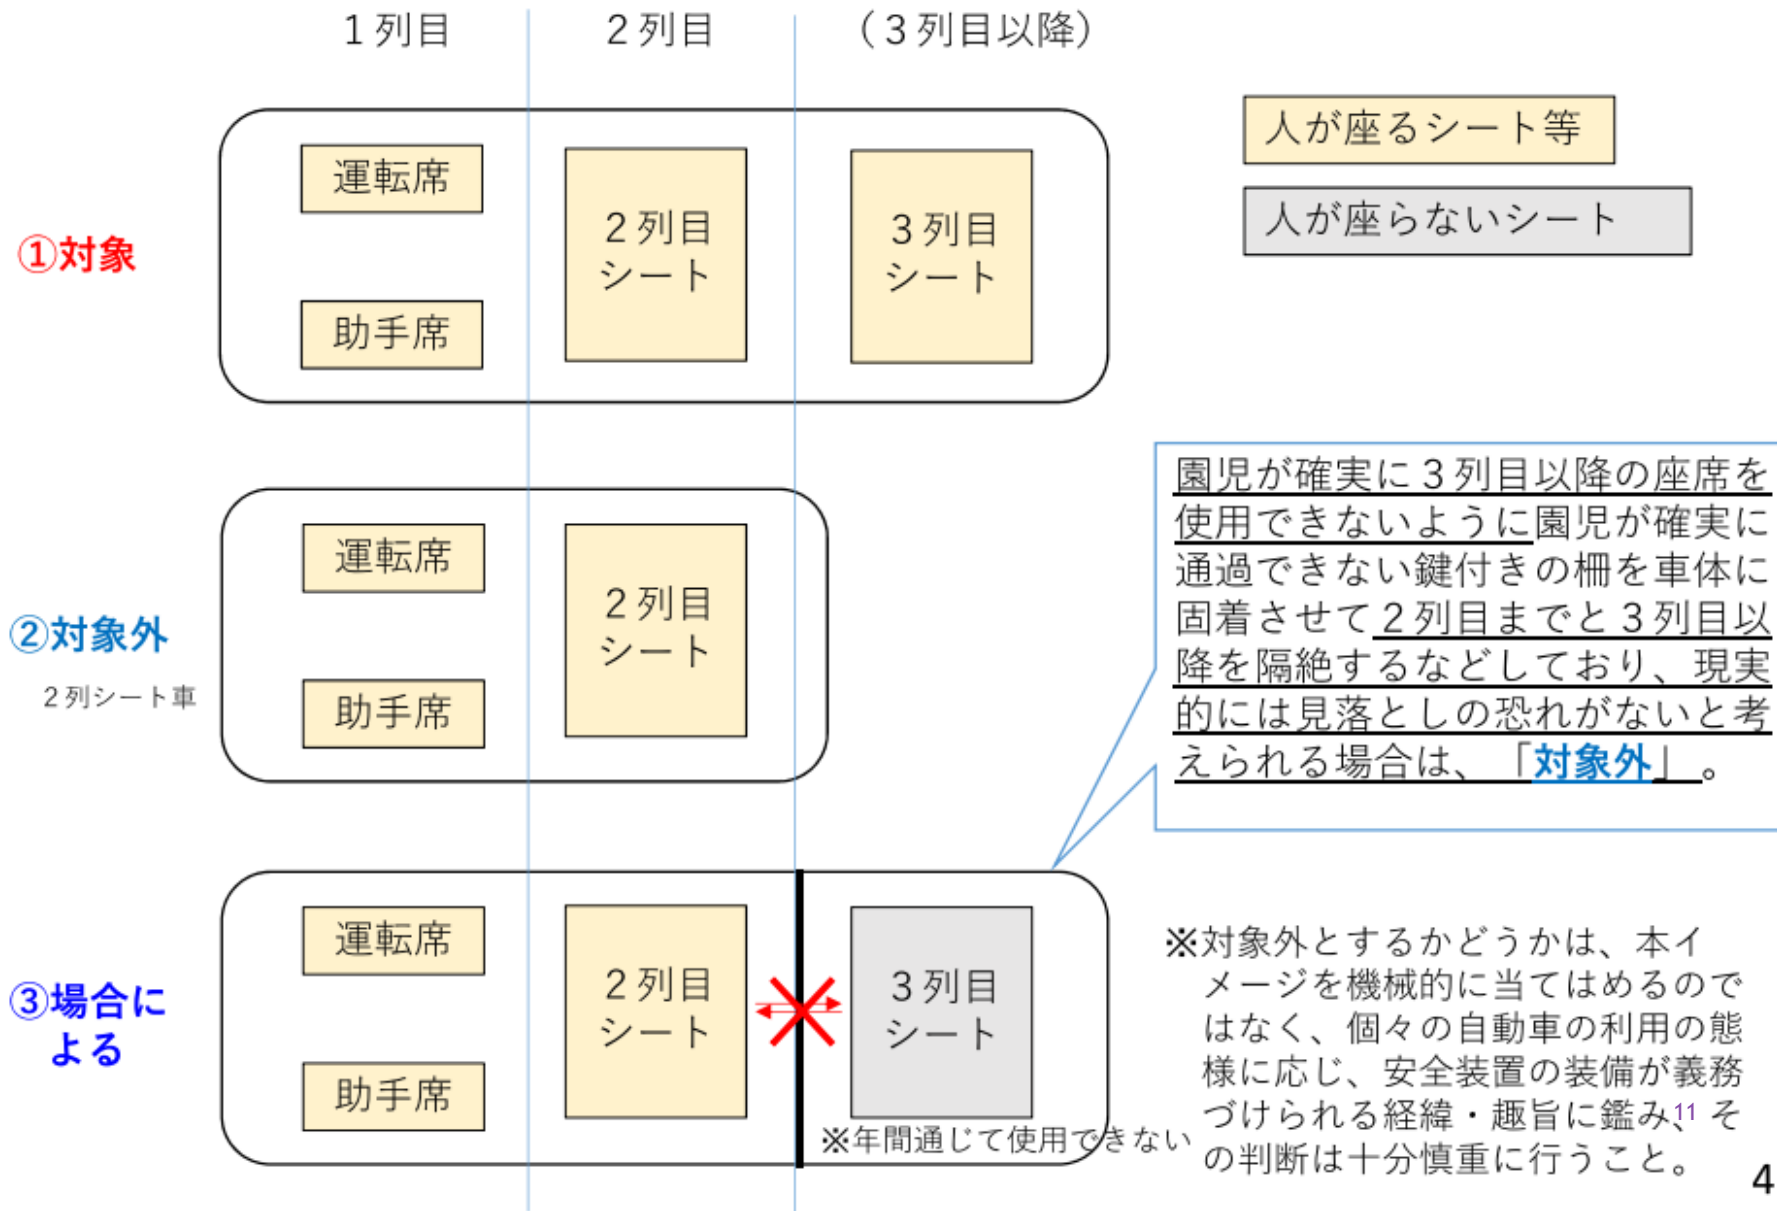 1列目
2列目
（3列目以降）
人が座るシート等
人が座らないシート
①対象
運転席
助手席
2列目
シート
3列目
シート
②対象外
2列シート車
運転席
助手席
2列目
シート
園児が確実に3列目以降の座席を
使用できないように園児が確実に
通過できない鍵付きの柵を車体に
固着させて2列目までと3列目以
降を隔絶するなどしており、現実
的には見落としの恐れがないと考
えられる場合は、「対象外」。
③場合に
よる
運転席
助手席
2列目
シート
3列目
シート
※年間通じて使用できない
※対象外とするかどうかは、本イ
メージを機械的に当てはめるので
はなく、個々の自動車の利用の態
様に応じ、安全装置の装備が義務
づけられる経緯・趣旨に鑑み、そ
の判断は十分慎重に行うこと。
11
4